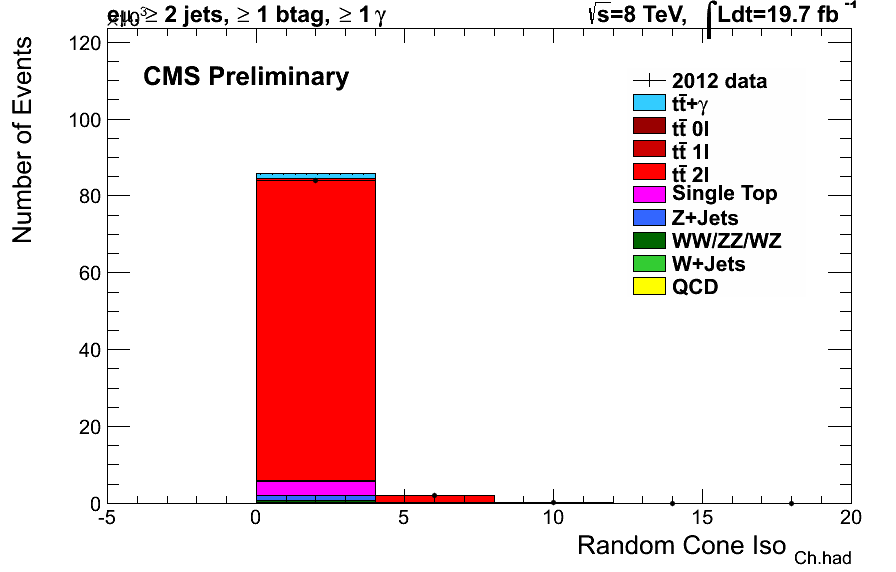 ×10³
eμ, ≥ 2 jets, ≥ 1 btag, ≥ 1 γ
√s=8 TeV, ∫Ldt=19.7 fb⁻¹
CMS Preliminary
Number of Events
120
100
80
60
40
20
0
2012 data
tt̄+γ
tt̄ 0l
tt̄ 1l
tt̄ 2l
Single Top
Z+Jets
WW/ZZ/WZ
W+Jets
QCD
-5 0 5 10 15 20
Random Cone Iso Ch.had